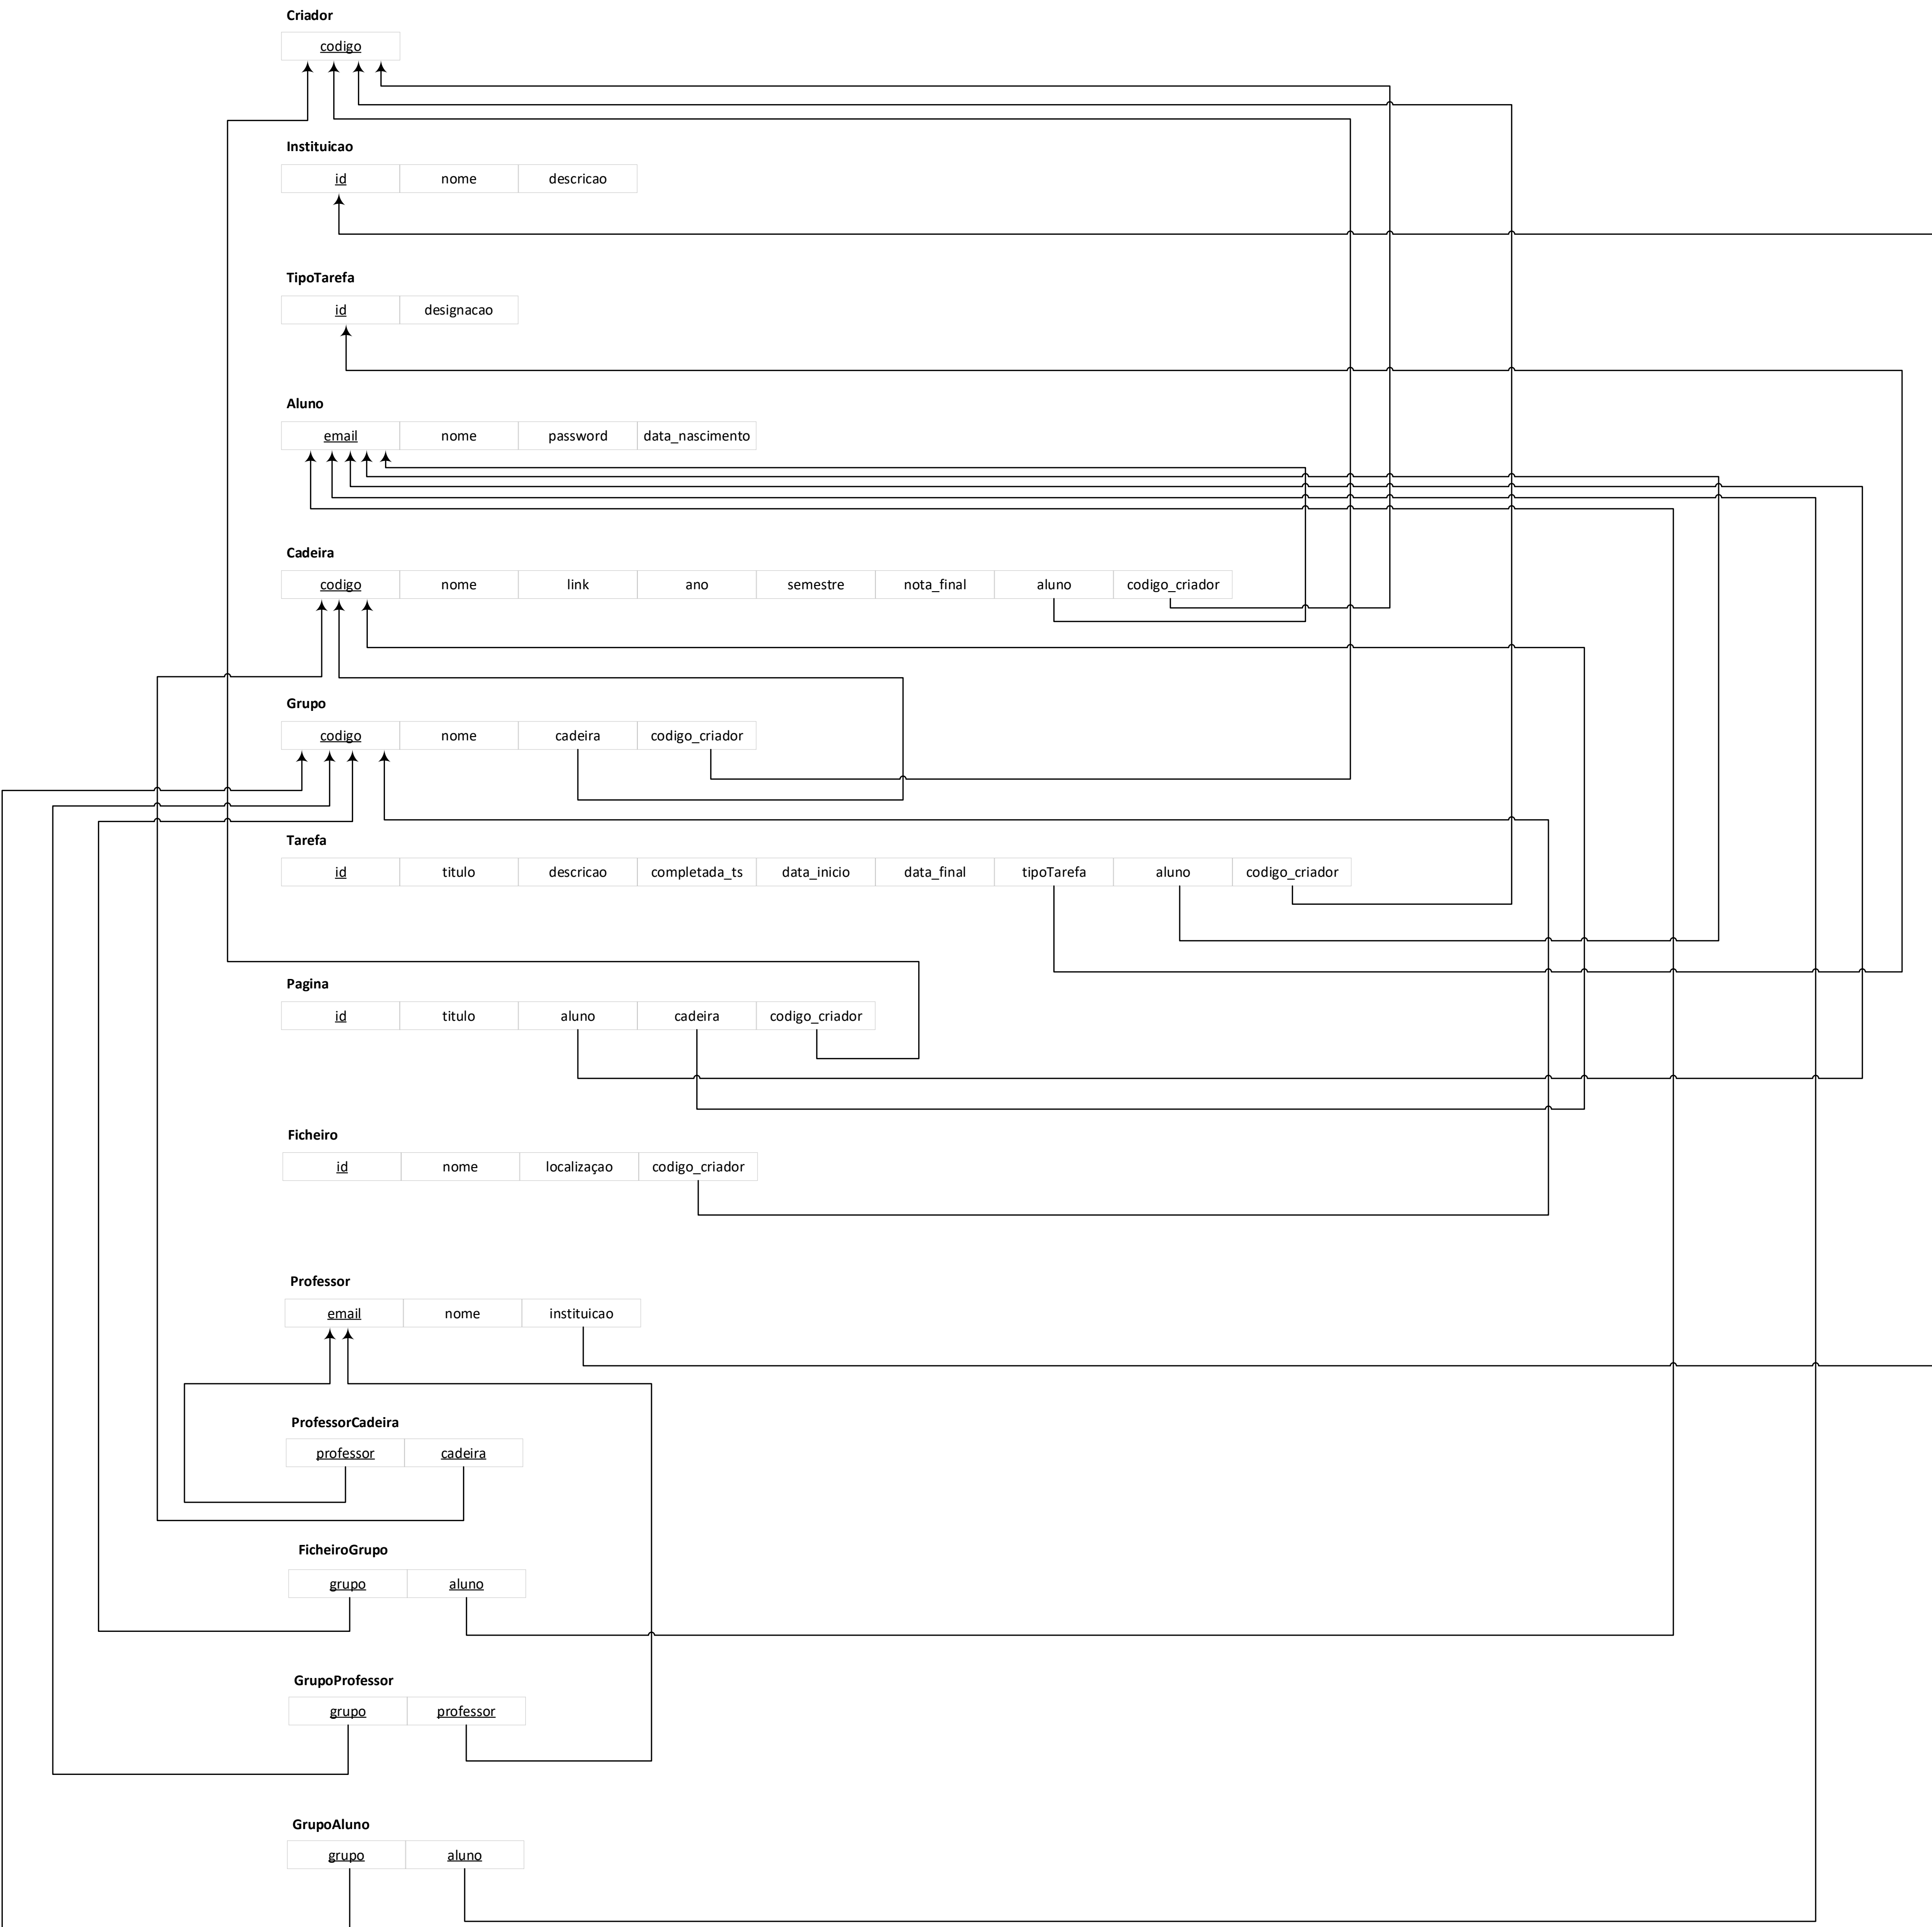 Criador
codigo
Instituicao
id nome descricao
TipoTarefa
id designacao
Aluno
email nome password data_nascimento
Cadeira
codigo nome link ano semestre nota_final aluno codigo_criador
Grupo
codigo nome cadeira codigo_criador
Tarefa
id titulo descricao completada_ts data_inicio data_final tipoTarefa aluno codigo_criador
Pagina
id titulo aluno cadeira codigo_criador
Ficheiro
id nome localizaçao codigo_criador
Professor
email nome instituicao
ProfessorCadeira
professor cadeira
FicheiroGrupo
grupo aluno
GrupoProfessor
grupo professor
GrupoAluno
grupo aluno